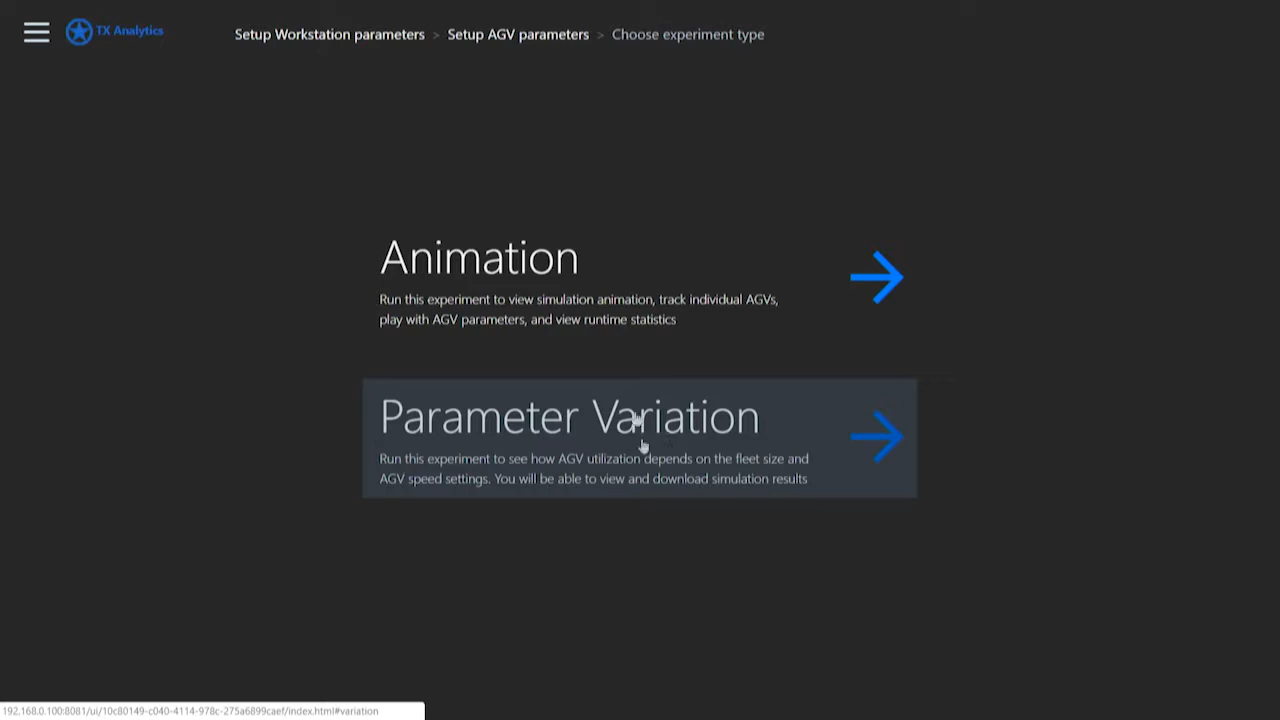 TX Analytics
Setup Workstation parameters > Setup AGV parameters > Choose experiment type
Animation
Run this experiment to view simulation animation, track individual AGVs,
play with AGV parameters, and view runtime statistics
Parameter Variation
Run this experiment to see how AGV utilization depends on the fleet size and
AGV speed settings. You will be able to view and download simulation results
192.168.0.100:8081/ui/10c80149-c040-4114-978c-275a6899caef/index.html#variation